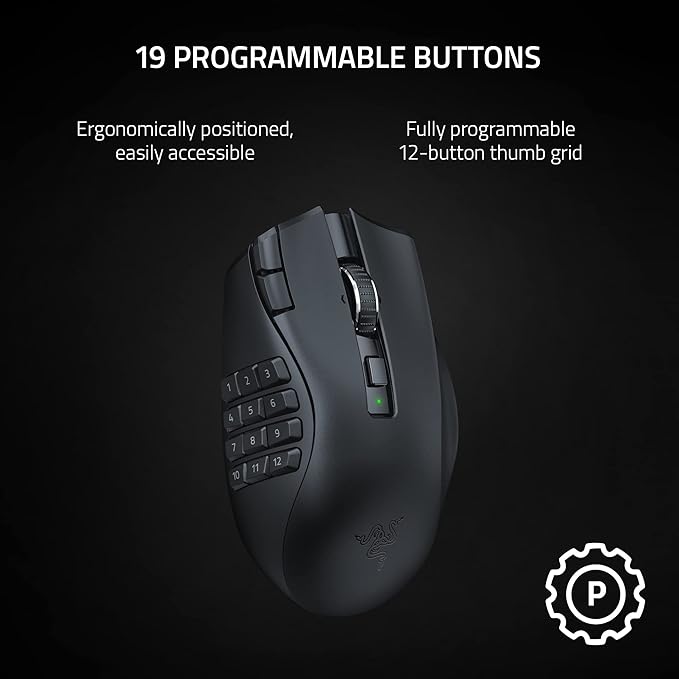 19 PROGRAMMABLE BUTTONS
Ergonomically positioned,
easily accessible
Fully programmable
12-button thumb grid
1 2 3
4 5 6
7 8 9
10 11 12
P